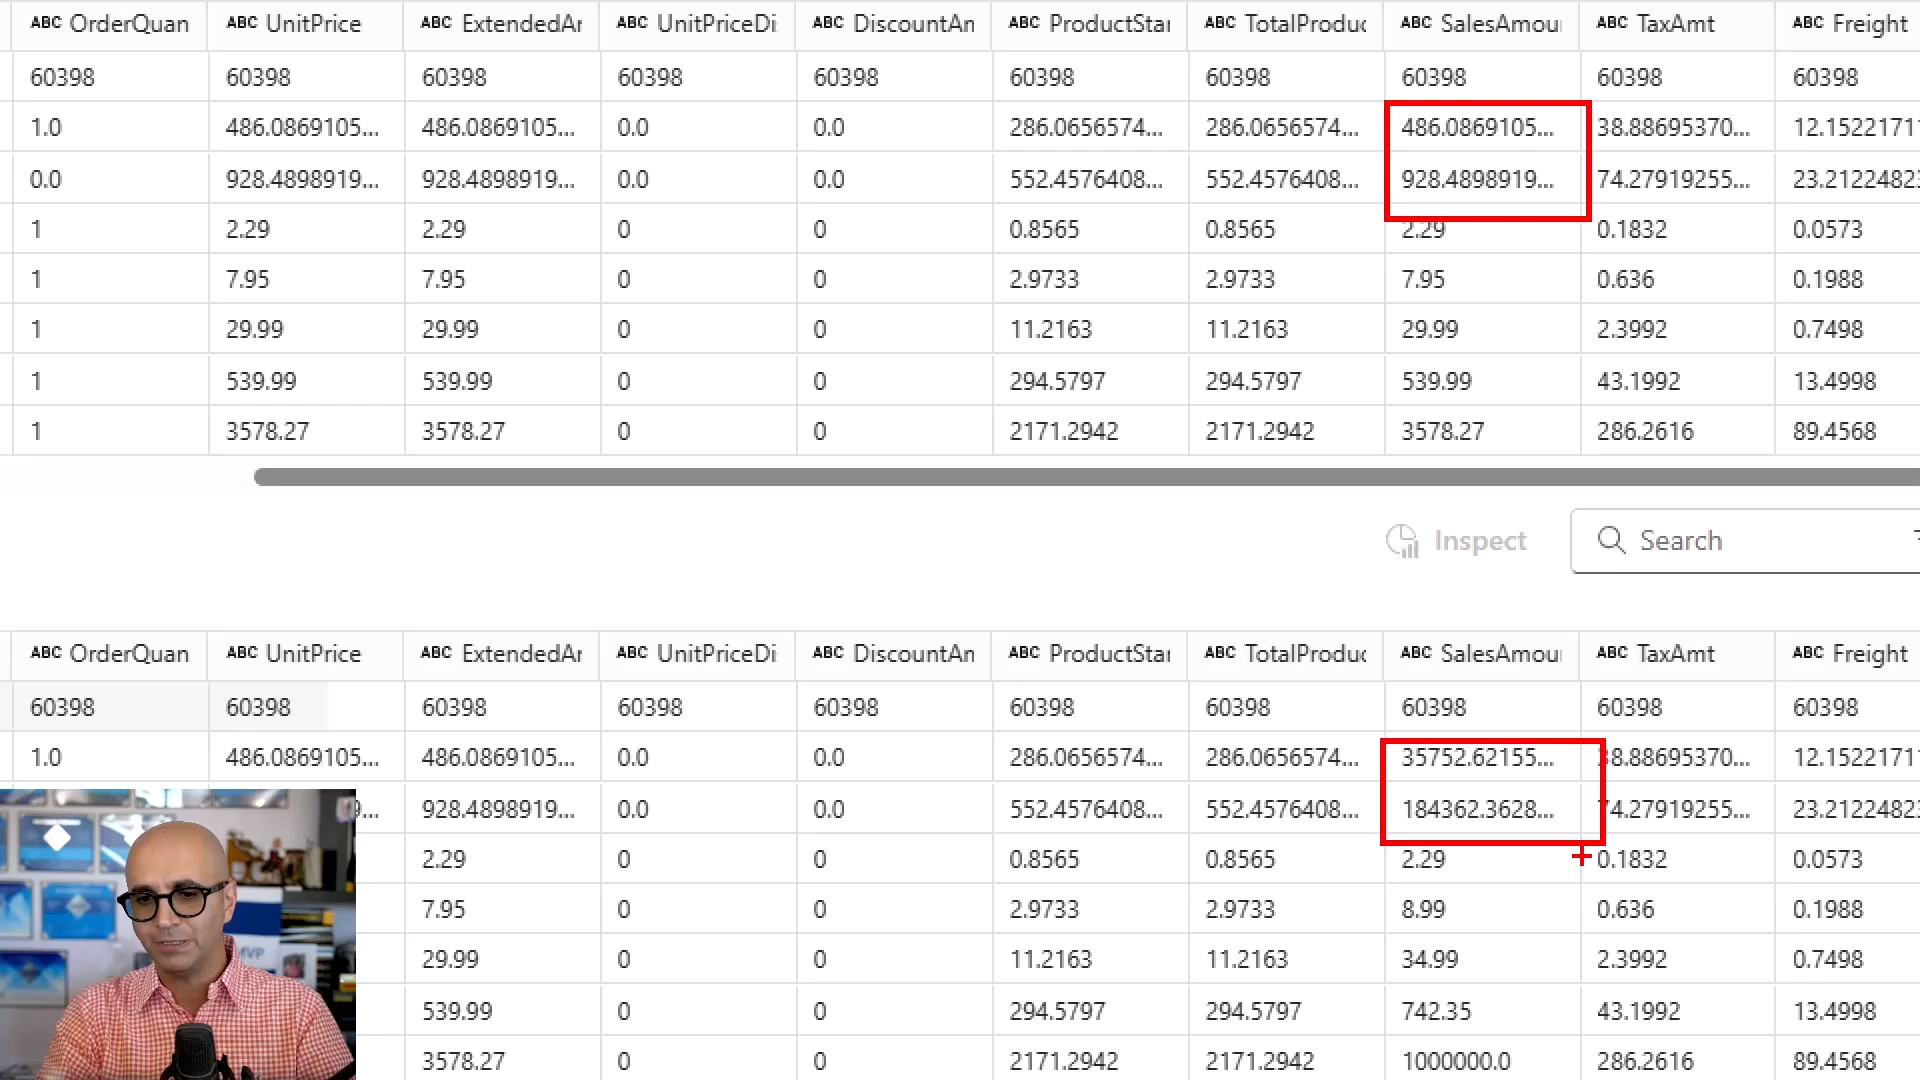 ABC OrderQuan ABC UnitPrice ABC ExtendedAr ABC UnitPriceDi ABC DiscountAn ABC ProductStar ABC TotalProduc ABC SalesAmou ABC TaxAmt ABC Freight
60398 60398 60398 60398 60398 60398 60398 60398 60398 60398
1.0 486.0869105... 486.0869105... 0.0 0.0 286.0656574... 286.0656574... 486.0869105... 38.88695370... 12.1522171
0.0 928.4898919... 928.4898919... 0.0 0.0 552.4576408... 552.4576408... 928.4898919... 74.27919255... 23.2122482
1 2.29 2.29 0 0 0.8565 0.8565 2.29 0.1832 0.0573
1 7.95 7.95 0 0 2.9733 2.9733 7.95 0.636 0.1988
1 29.99 29.99 0 0 11.2163 11.2163 29.99 2.3992 0.7498
1 539.99 539.99 0 0 294.5797 294.5797 539.99 43.1992 13.4998
1 3578.27 3578.27 0 0 2171.2942 2171.2942 3578.27 286.2616 89.4568
Inspect Search
ABC OrderQuan ABC UnitPrice ABC ExtendedAr ABC UnitPriceDi ABC DiscountAn ABC ProductStar ABC TotalProduc ABC SalesAmou ABC TaxAmt ABC Freight
60398 60398 60398 60398 60398 60398 60398 60398 60398 60398
1.0 486.0869105... 486.0869105... 0.0 0.0 286.0656574... 286.0656574... 35752.62155... 38.88695370... 12.1522171
928.4898919... 0.0 0.0 552.4576408... 552.4576408... 184362.3628... 74.27919255... 23.2122482
2.29 0 0 0.8565 0.8565 2.29 0.1832 0.0573
7.95 0 0 2.9733 2.9733 8.99 0.636 0.1988
29.99 0 0 11.2163 11.2163 34.99 2.3992 0.7498
539.99 0 0 294.5797 294.5797 742.35 43.1992 13.4998
3578.27 0 0 2171.2942 2171.2942 1000000.0 286.2616 89.4568
MVP